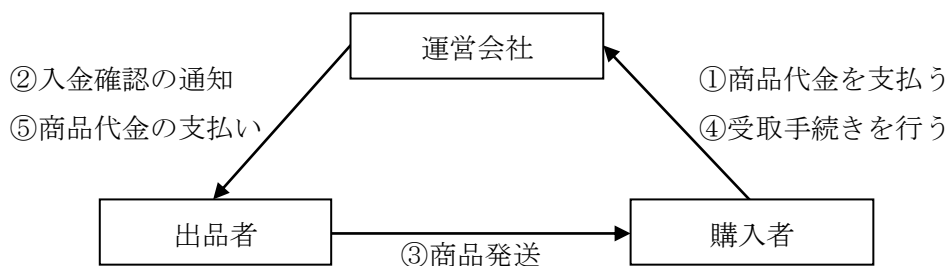 運営会社
②入金確認の通知
⑤商品代金の支払い
①商品代金を支払う
④受取手続きを行う
出品者
③商品発送
購入者